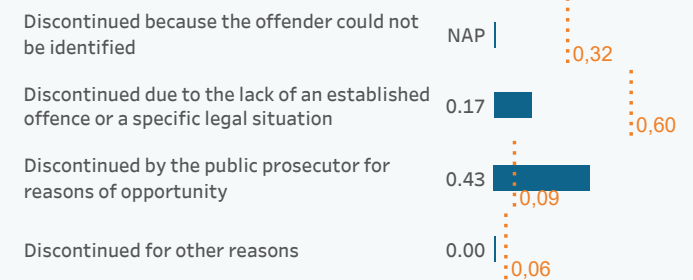 Discontinued because the offender could not
be identified
NAP
0,32
Discontinued due to the lack of an established
offence or a specific legal situation
0.17
0,60
Discontinued by the public prosecutor for
reasons of opportunity
0.43
0,09
Discontinued for other reasons
0.00
0,06